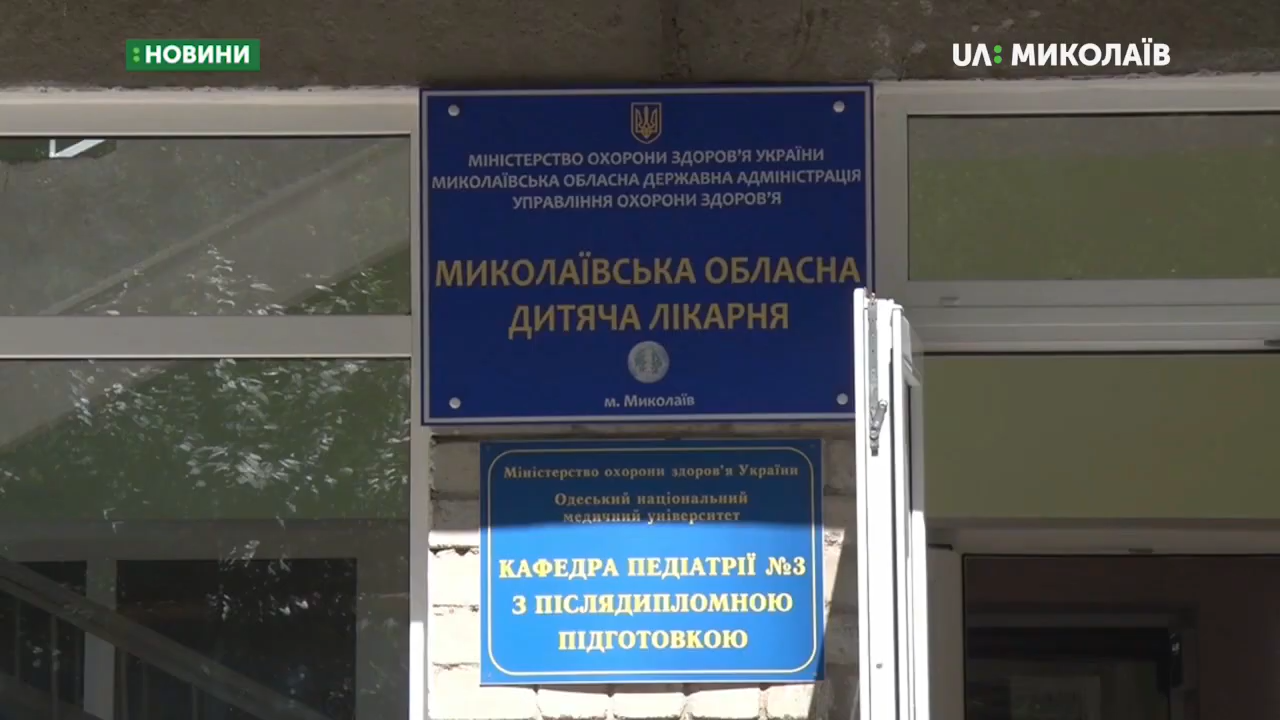 :НОВИНИ
UA: МИКОЛАЇВ
МІНІСТЕРСТВО ОХОРОНИ ЗДОРОВ'Я УКРАЇНИ
МИКОЛАЇВСЬКА ОБЛАСНА ДЕРЖАВНА АДМІНІСТРАЦІЯ
УПРАВЛІННЯ ОХОРОНИ ЗДОРОВ'Я
МИКОЛАЇВСЬКА ОБЛАСНА
ДИТЯЧА ЛІКАРНЯ
м. Миколаїв
Міністерство охорони здоров'я України
Одеський національний
медичний університет
КАФЕДРА ПЕДІАТРІЇ №3
З ПІСЛЯДИПЛОМНОЮ
ПІДГОТОВКОЮ